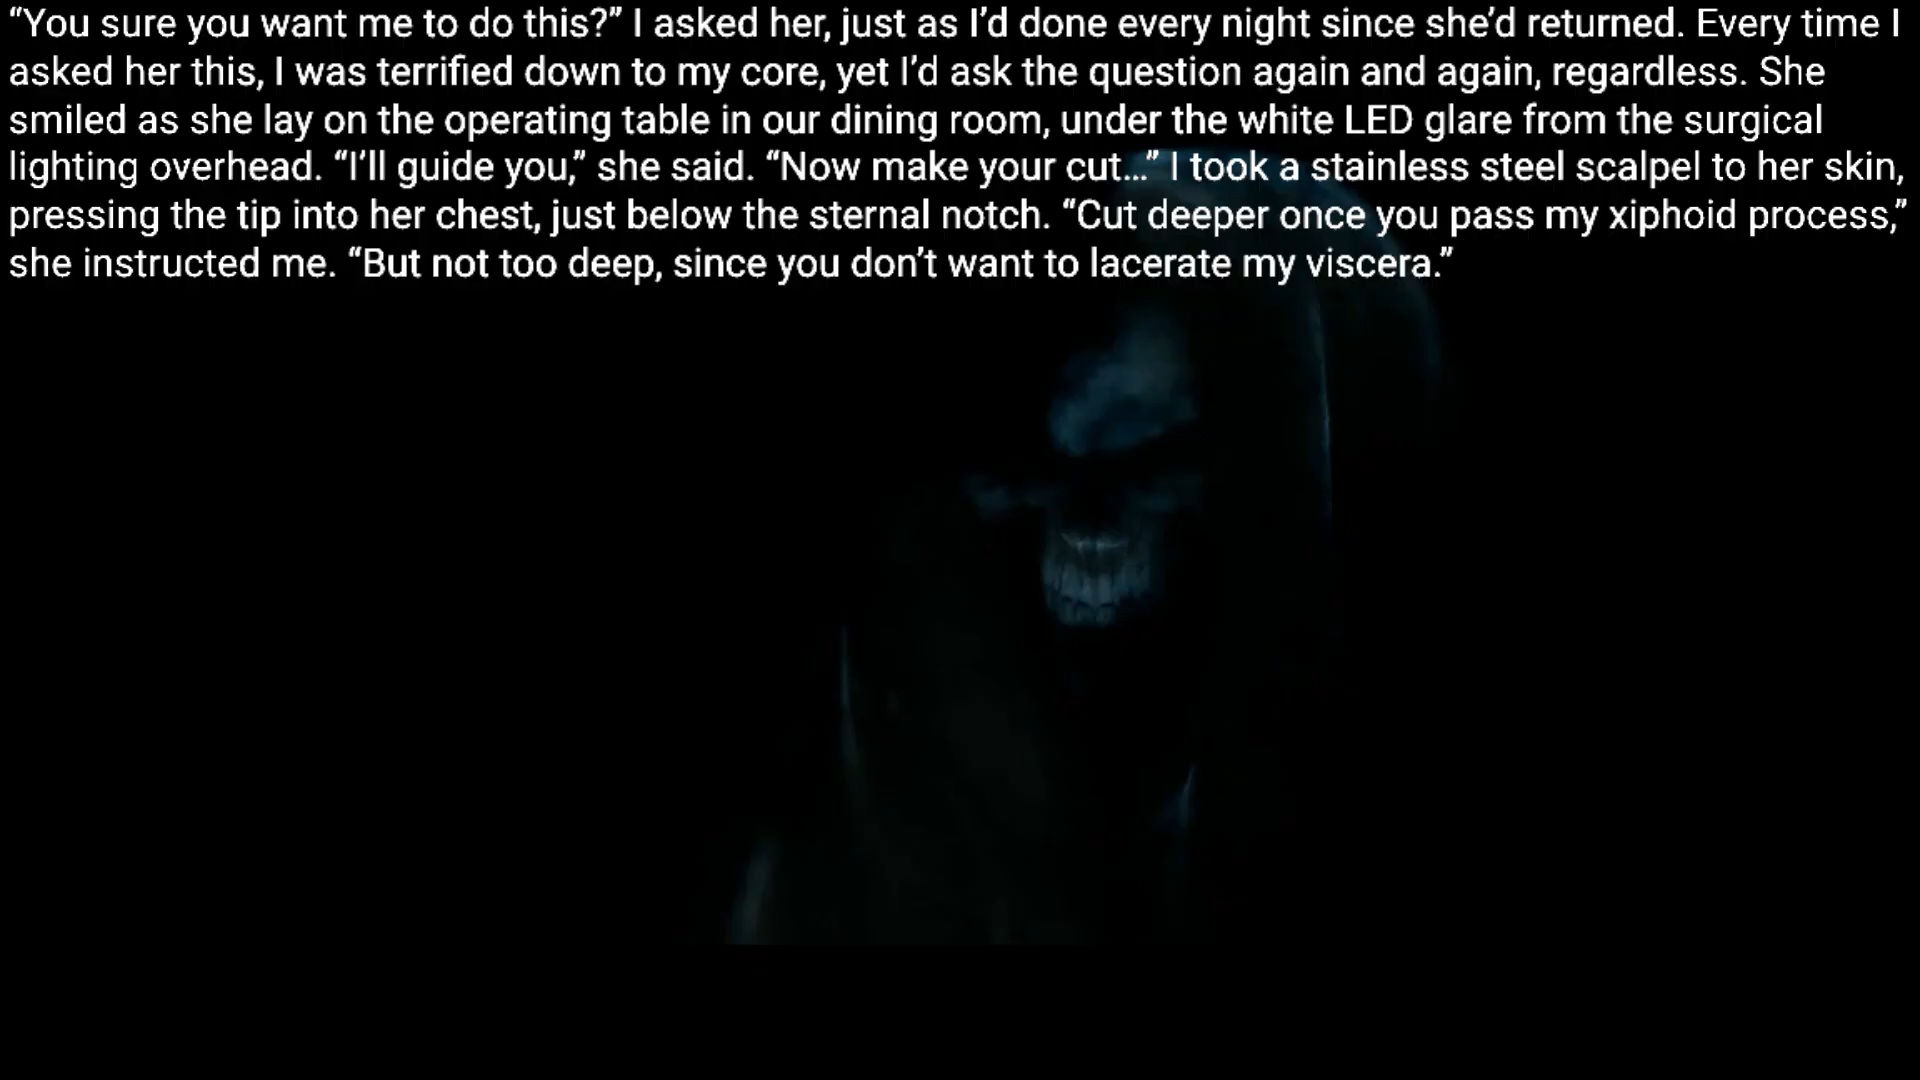 “You sure you want me to do this?” I asked her, just as I’d done every night since she’d returned. Every time I
asked her this, I was terrified down to my core, yet I’d ask the question again and again, regardless. She
smiled as she lay on the operating table in our dining room, under the white LED glare from the surgical
lighting overhead. “I’ll guide you,” she said. “Now make your cut…” I took a stainless steel scalpel to her skin,
pressing the tip into her chest, just below the sternal notch. “Cut deeper once you pass my xiphoid process,”
she instructed me. “But not too deep, since you don’t want to lacerate my viscera.”